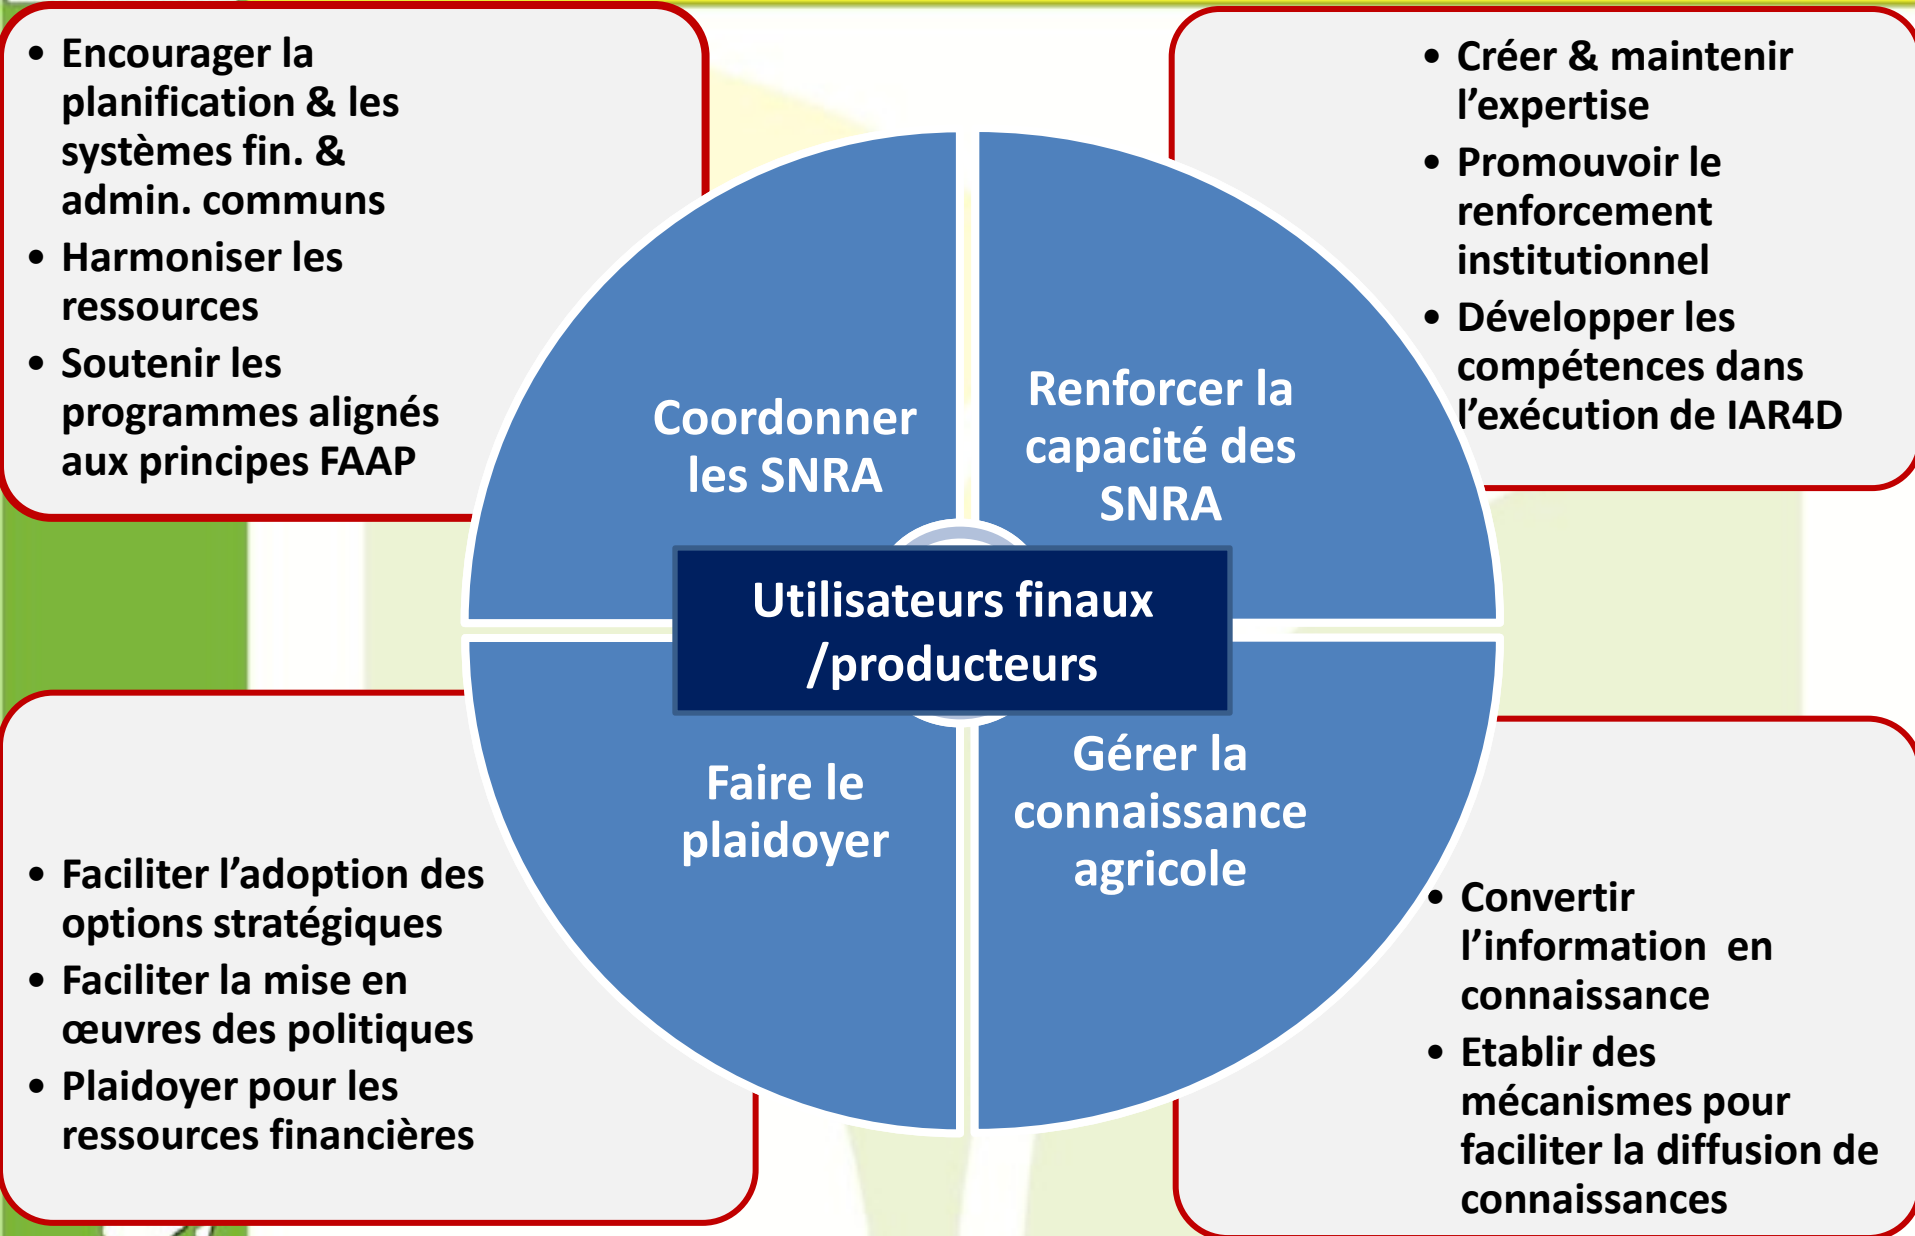 • Encourager la
planification & les
systèmes fin. &
admin. communs
• Harmoniser les
ressources
• Soutenir les
programmes alignés
aux principes FAAP
• Créer & maintenir
l’expertise
• Promouvoir le
renforcement
institutionnel
• Développer les
compétences dans
l’exécution de IAR4D
Coordonner
les SNRA
Renforcer la
capacité des
SNRA
Utilisateurs finaux
/producteurs
Faire le
plaidoyer
Gérer la
connaissance
agricole
• Faciliter l’adoption des
options stratégiques
• Faciliter la mise en
œuvres des politiques
• Plaidoyer pour les
ressources financières
• Convertir
l’information  en
connaissance
• Etablir des
mécanismes pour
faciliter la diffusion de
connaissances